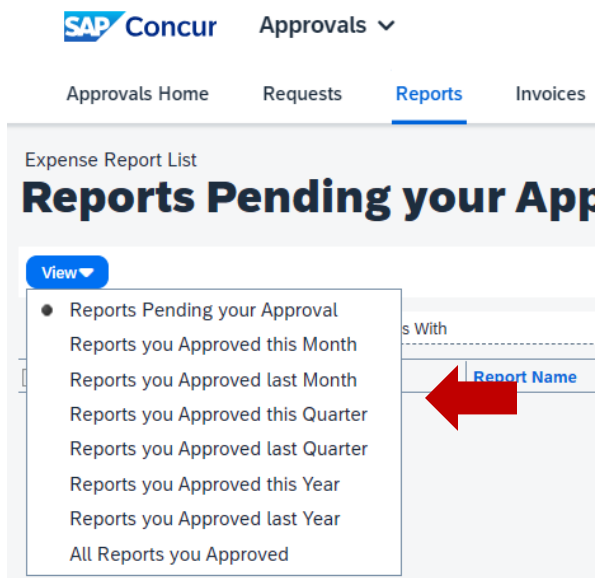 SAP Concur Approvals
Approvals Home Requests Reports Invoices
Expense Report List
Reports Pending your App
View
Reports Pending your Approval
s With
Reports you Approved this Month
Reports you Approved last Month
Report Name
Reports you Approved this Quarter
Reports you Approved last Quarter
Reports you Approved this Year
Reports you Approved last Year
All Reports you Approved